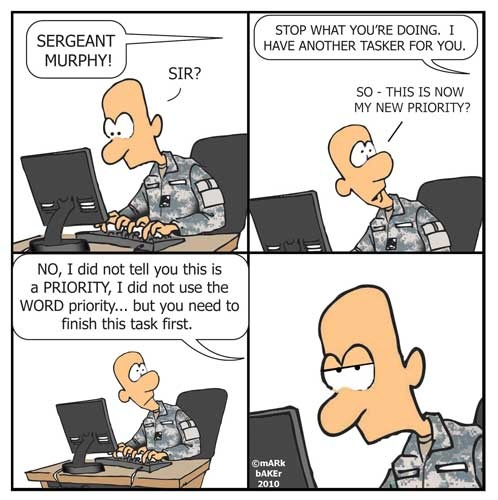 SERGEANT
MURPHY!
SIR?
STOP WHAT YOU'RE DOING. I
HAVE ANOTHER TASKER FOR YOU.
SO - THIS IS NOW
MY NEW PRIORITY?
NO, I did not tell you this is
a PRIORITY, I did not use the
WORD priority... but you need to
finish this task first.
©mARk
bAKEr
2010